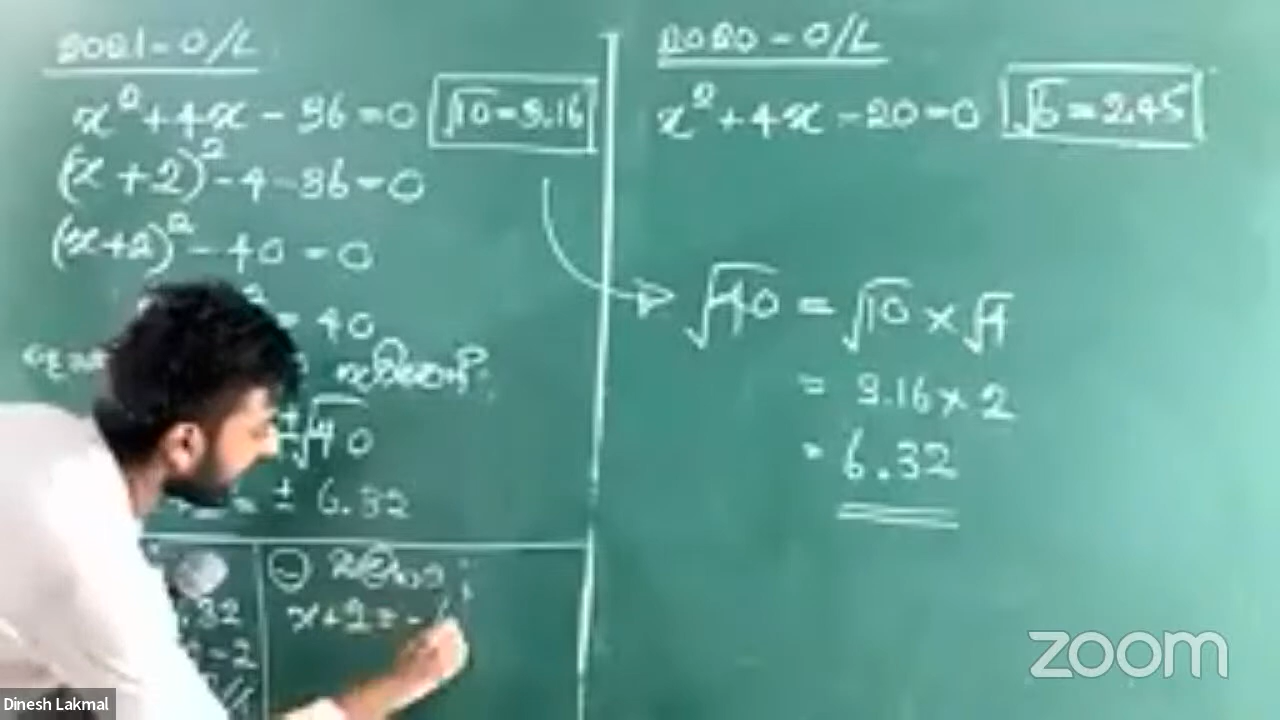 2021 - O/L
x² + 4x - 36 = 0 √10 = 3.16
(x + 2)² - 4 - 36 = 0
(x+2)² - 40 = 0
= 40
±√40
= ± 6.32
.32
- 2
x + 2 = -
2020 - O/L
x² + 4x - 20 = 0 √6 = 2.45
√40 = √10 × √4
= 3.16 × 2
= 6.32
zoom
Dinesh Lakmal